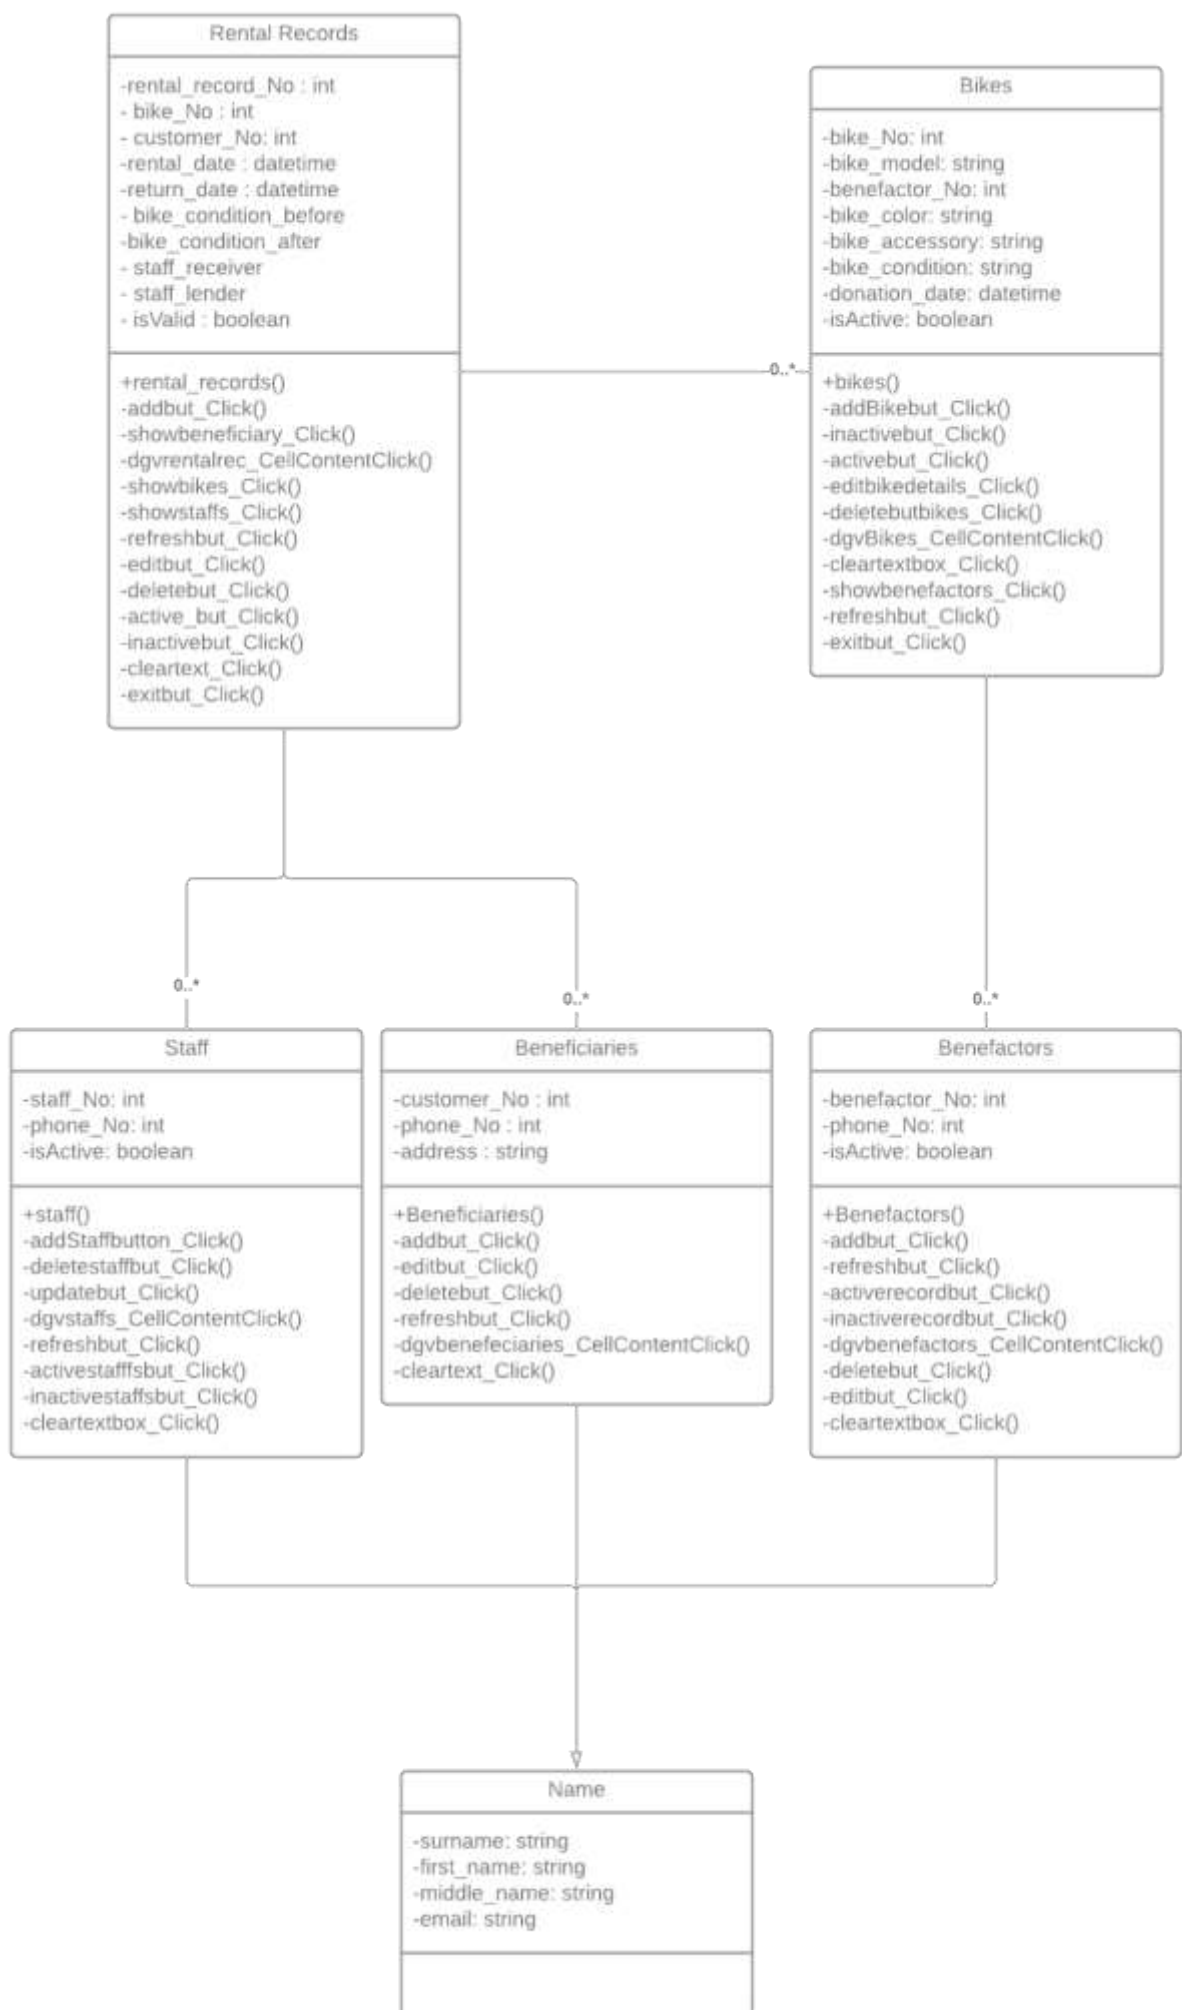 Rental Records
-rental_record_No : int
- bike_No : int
- customer_No: int
-rental_date : datetime
-return_date : datetime
- bike_condition_before
-bike_condition_after
- staff_receiver
- staff_lender
- isValid : boolean
+rental_records()
-addbut_Click()
-showbeneficiary_Click()
-dgvrentalrec_CellContentClick()
-showbikes_Click()
-showstaffs_Click()
-refreshbut_Click()
-editbut_Click()
-deletebut_Click()
-active_but_Click()
-inactivebut_Click()
-cleartext_Click()
-exitbut_Click()
0..*
Bikes
-bike_No: int
-bike_model: string
-benefactor_No: int
-bike_color: string
-bike_accessory: string
-bike_condition: string
-donation_date: datetime
-isActive: boolean
+bikes()
-addBikebut_Click()
-inactivebut_Click()
-activebut_Click()
-editbikedetails_Click()
-deletebutbikes_Click()
-dgvBikes_CellContentClick()
-cleartextbox_Click()
-showbenefactors_Click()
-refreshbut_Click()
-exitbut_Click()
0..*
0..*
0..*
Staff
-staff_No: int
-phone_No: int
-isActive: boolean
+staff()
-addStaffbutton_Click()
-deletestaffbut_Click()
-updatebut_Click()
-dgvstaffs_CellContentClick()
-refreshbut_Click()
-activestafffsbut_Click()
-inactivestaffsbut_Click()
-cleartextbox_Click()
Beneficiaries
-customer_No : int
-phone_No : int
-address : string
+Beneficiaries()
-addbut_Click()
-editbut_Click()
-deletebut_Click()
-refreshbut_Click()
-dgvbenefeciaries_CellContentClick()
-cleartext_Click()
Benefactors
-benefactor_No: int
-phone_No: int
-isActive: boolean
+Benefactors()
-addbut_Click()
-refreshbut_Click()
-activerecordbut_Click()
-inactiverecordbut_Click()
-dgvbenefactors_CellContentClick()
-deletebut_Click()
-editbut_Click()
-cleartextbox_Click()
Name
-surname: string
-first_name: string
-middle_name: string
-email: string